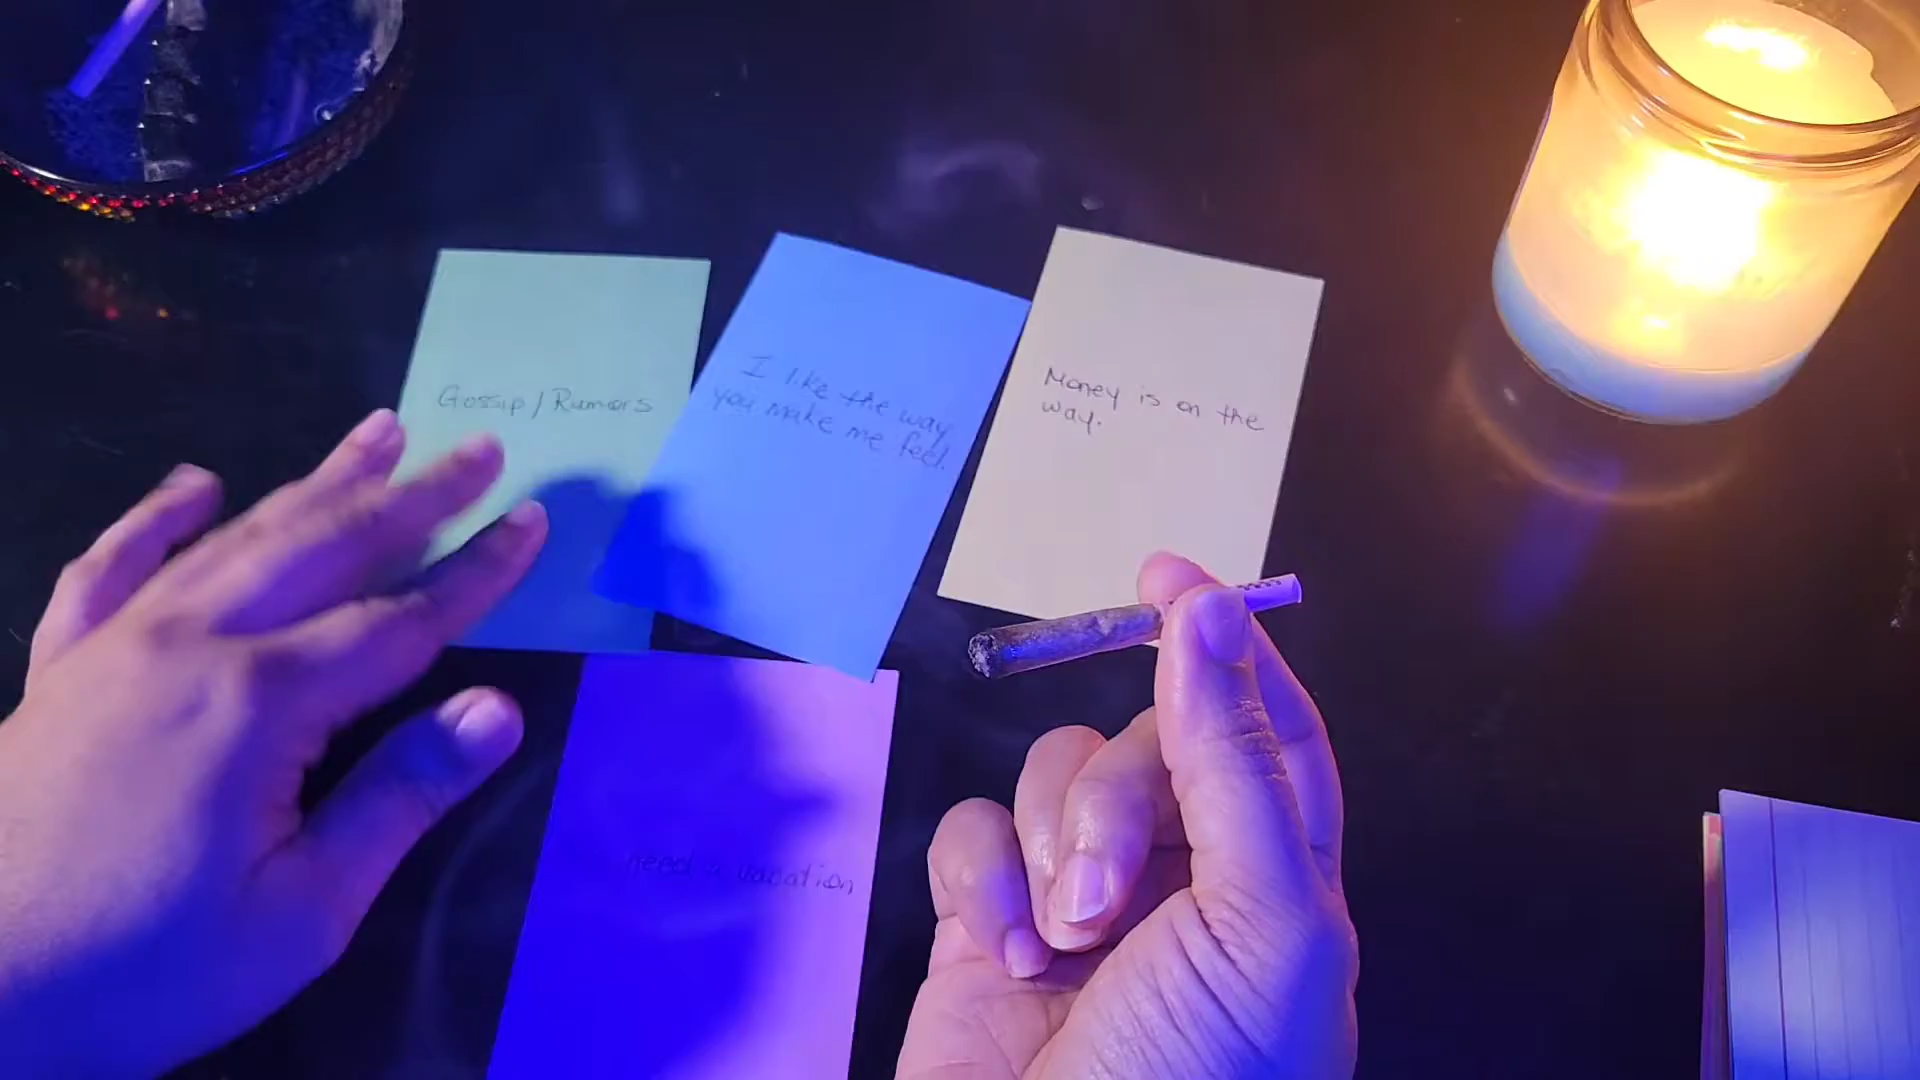 Gossip/Rumors
I like the way
you make me feel.
Money is on the
way.
need a vacation